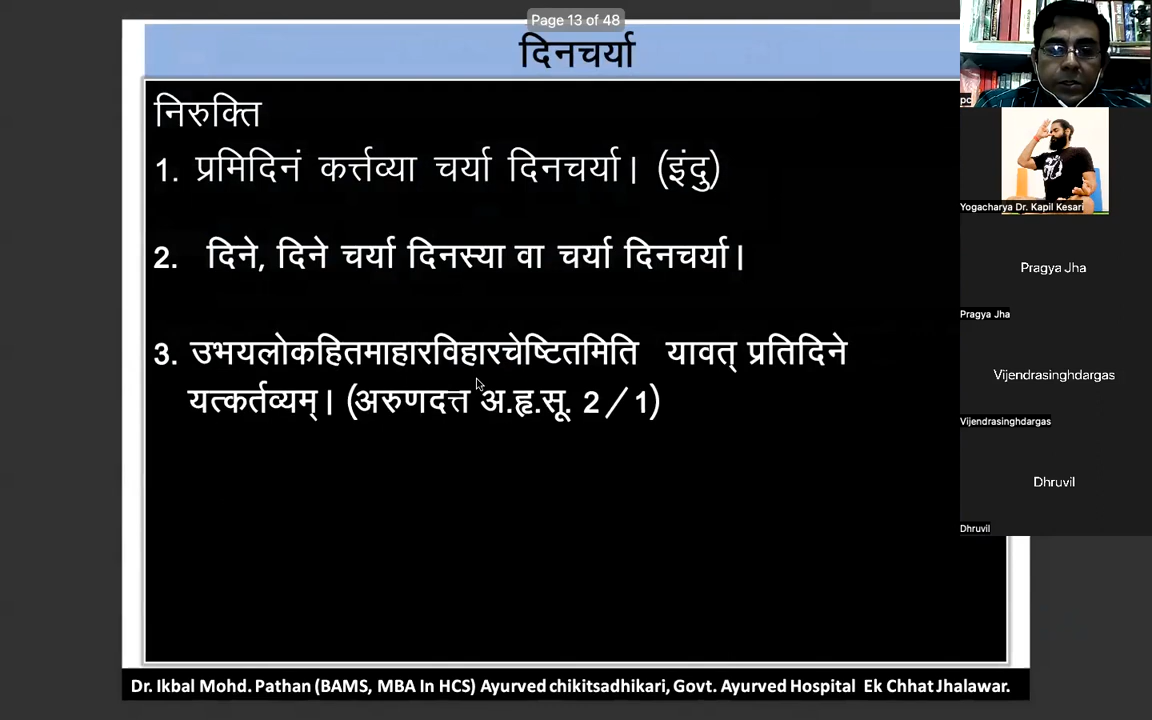 Page 13 of 48
दिनचर्या
निरुक्ति
1. प्रमिदिनं कर्त्तव्या चर्या दिनचर्या। (इंदु)
2. दिने, दिने चर्या दिनस्या वा चर्या दिनचर्या।
3. उभयलोकहितमाहारविहारचेष्टितमिति यावत् प्रतिदिने
यत्कर्तव्यम्। (अरुणदत्त अ.हृ.सू. 2/1)
Dr. Ikbal Mohd. Pathan (BAMS, MBA In HCS) Ayurved chikitsadhikari, Govt. Ayurved Hospital Ek Chhat Jhalawar.
pc
Yogacharya Dr. Kapil Kesari
Pragya Jha
Pragya Jha
Vijendrasinghdargas
Vijendrasinghdargas
Dhruvil
Dhruvil